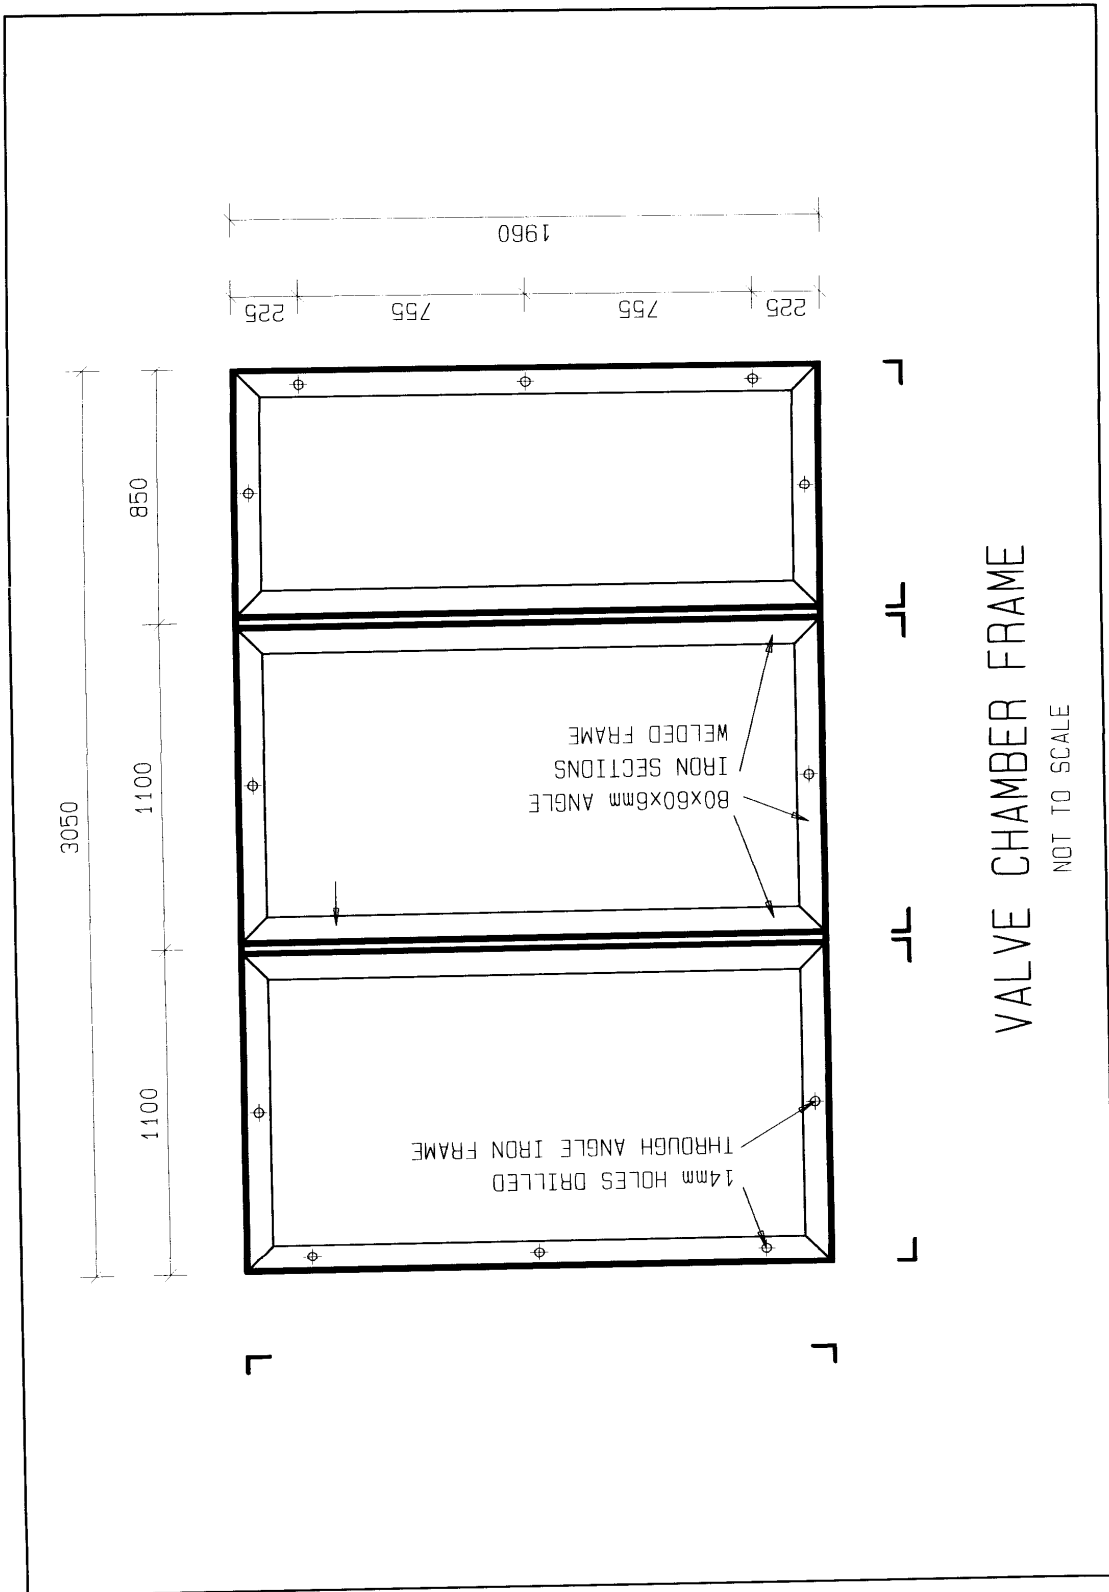 1960
225
755
755
225
3050
850
1100
1100
80x60x6mm ANGLE
IRON SECTIONS
WELDED FRAME
14mm HOLES DRILLED
THROUGH ANGLE IRON FRAME
VALVE CHAMBER FRAME
NOT TO SCALE